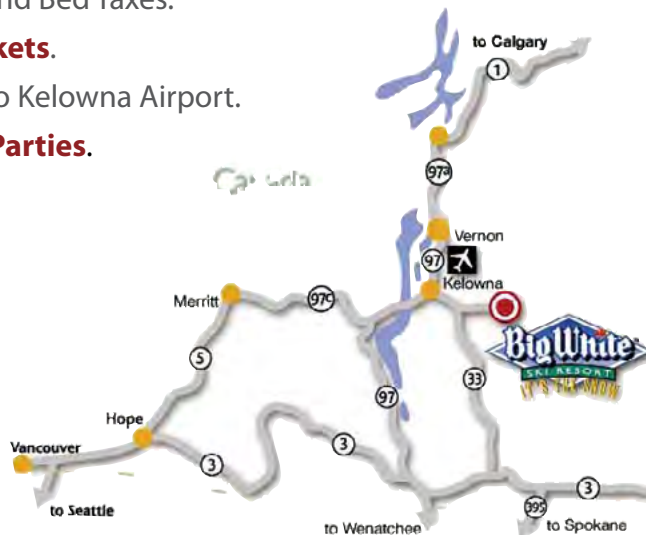 nd Bed Taxes.
kets.
o Kelowna Airport.
Parties.
to Calgary
1
97a
Vernon
97
Kelowna
Merritt
97c
Big White
SKI RESORT
IT'S THE SNOW
5
33
97
Hope
3
3
Vancouver
3
395
to Seattle
to Wenatchee
to Spokane